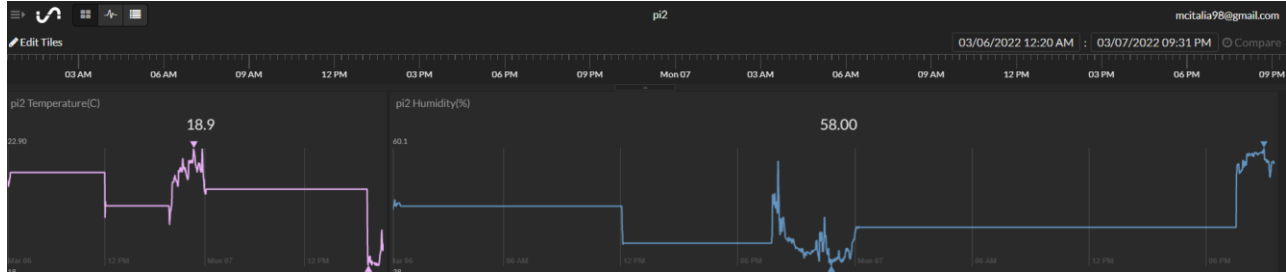 pi2
mcitalia98@gmail.com
Edit Tiles
03/06/2022 12:20 AM : 03/07/2022 09:31 PM Compare
03 AM 06 AM 09 AM 12 PM 03 PM 06 PM 09 PM Mon 07 03 AM 06 AM 09 AM 12 PM 03 PM 06 PM 09 PM
pi2 Temperature(C) pi2 Humidity(%)
18.9 58.00
22.90 60.1
Mar 06 12 PM Mon 07 12 PM Mar 06 06 AM 12 PM 06 PM Mon 07 06 AM 12 PM 06 PM